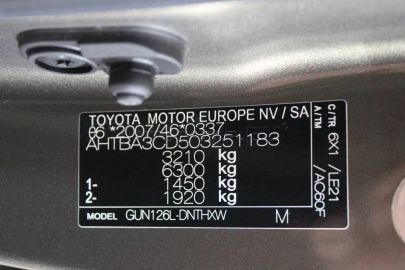 TOYOTA MOTOR EUROPE NV / SA
e6 *2007/46*0337
AHTBA3CD503251183
3210 kg
6300 kg
1- 1450 kg
2- 1920 kg
MODEL GUN126L-DNTHXW M
C/TR 6X1 /LE21
A/TM /AC60F